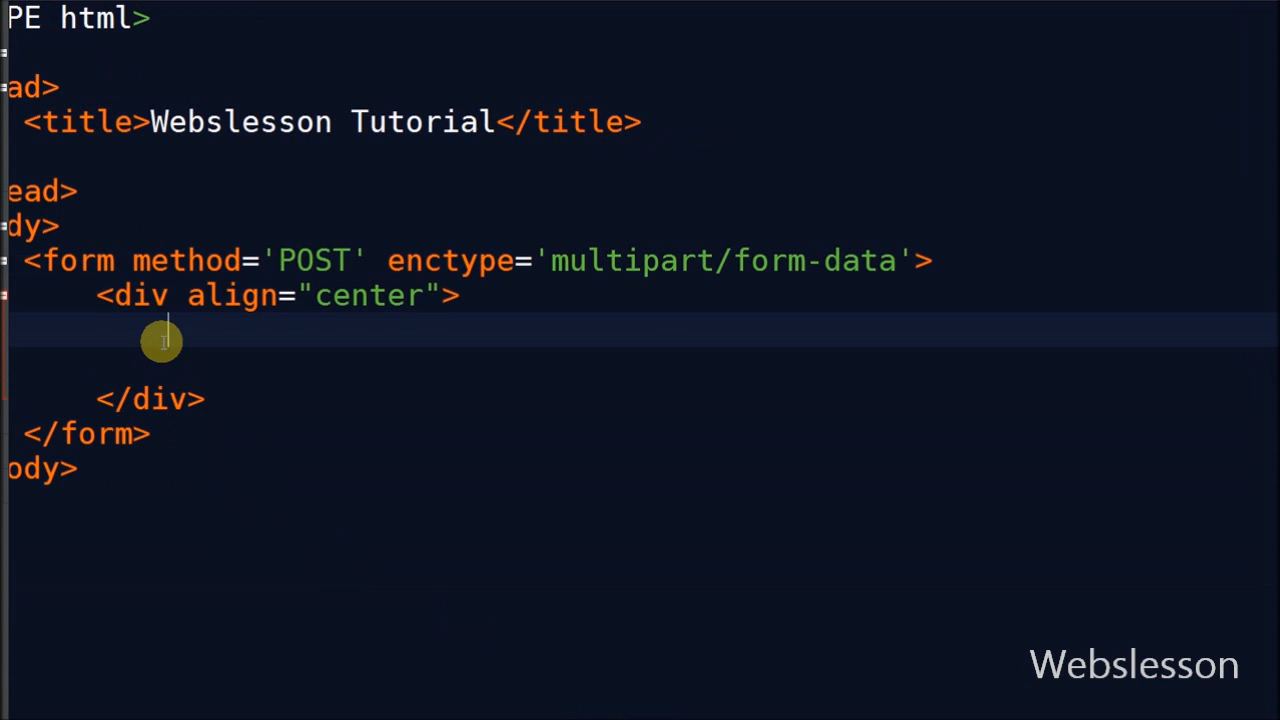 PE html>
ad>
<title>Webslesson Tutorial</title>
ead>
dy>
<form method='POST' enctype='multipart/form-data'>
<div align="center">
</div>
</form>
ody>
Webslesson